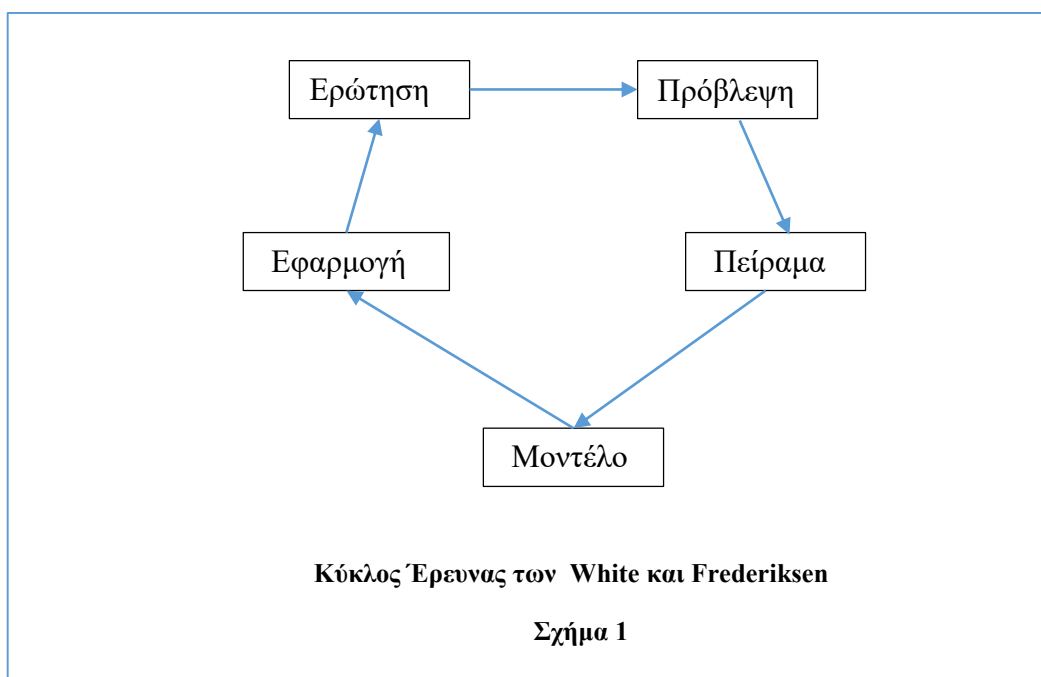 Ερώτηση
Πρόβλεψη
Εφαρμογή
Πείραμα
Μοντέλο
Κύκλος Έρευνας των White και Frederiksen
Σχήμα 1